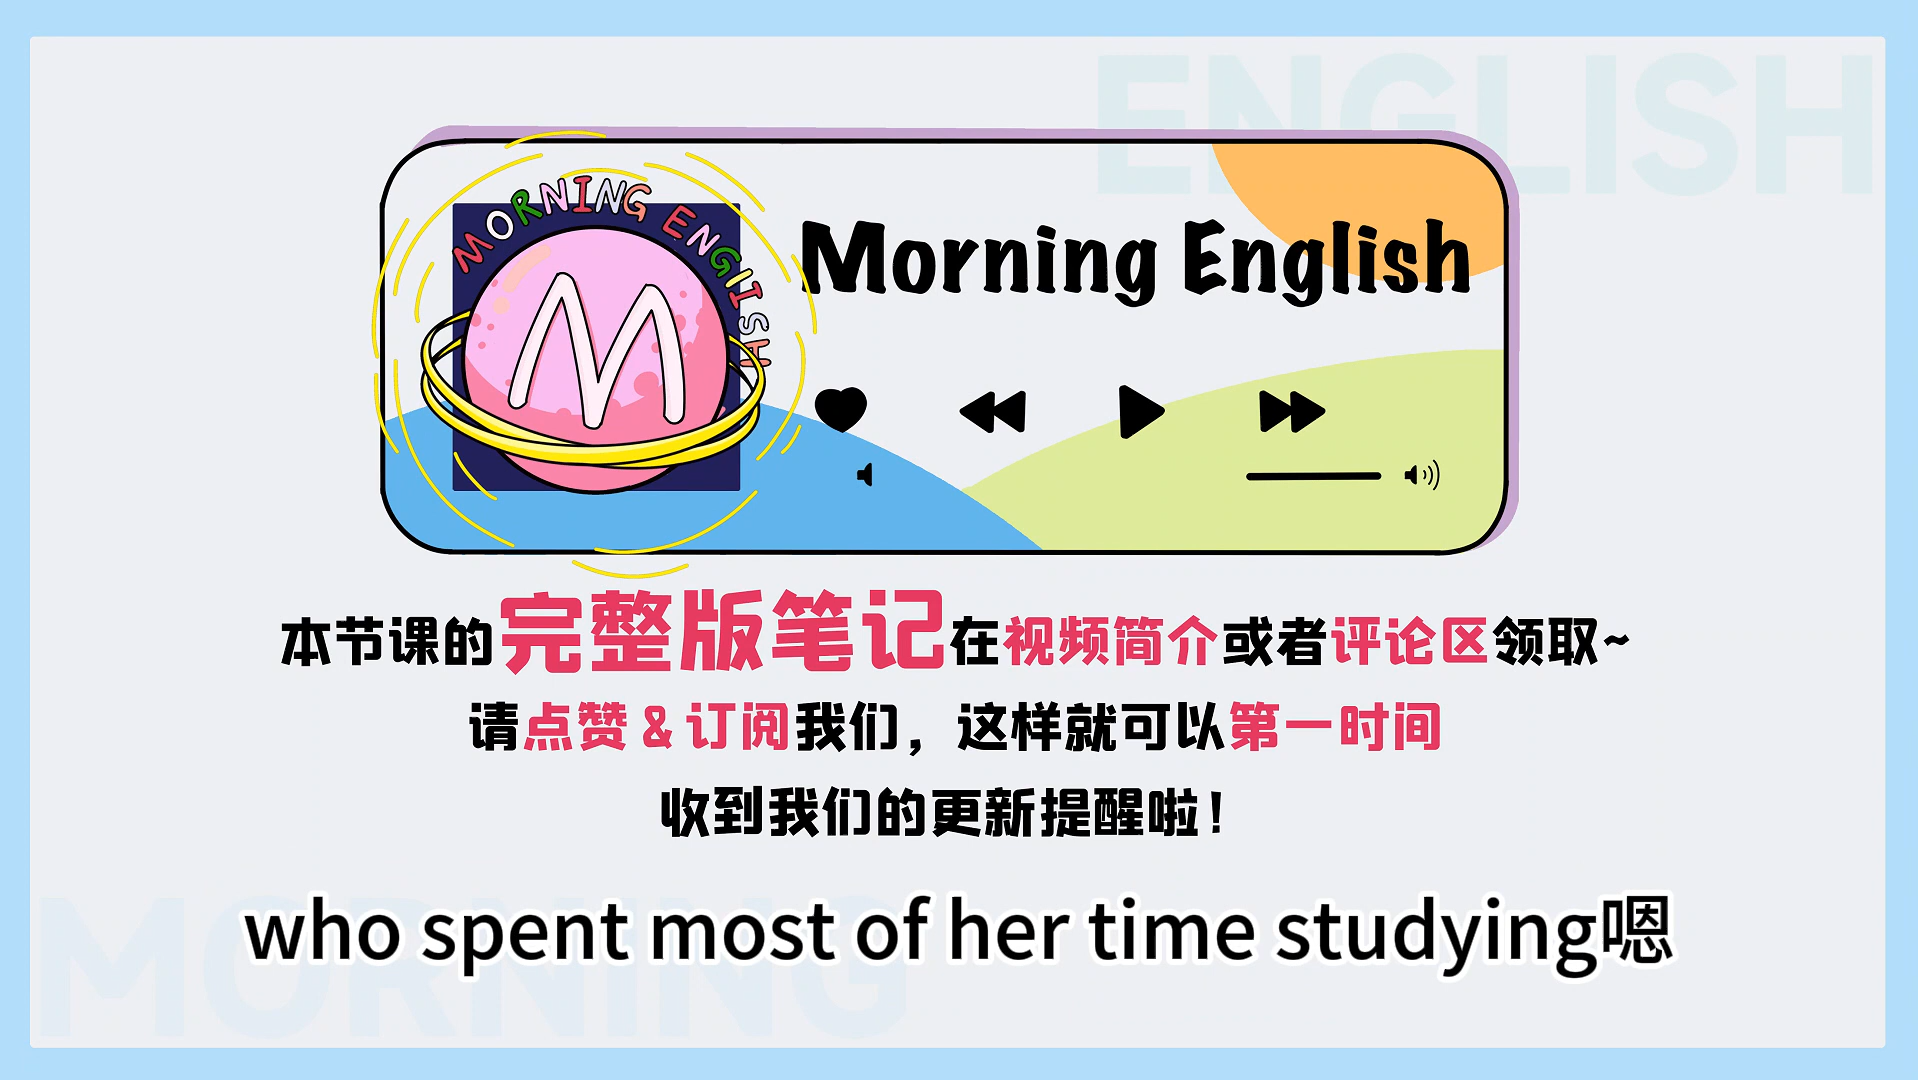 ENGLISH
MORNING ENGLISH
M
Morning English
本节课的完整版笔记在视频简介或者评论区领取~
请点赞&订阅我们，这样就可以第一时间
收到我们的更新提醒啦！
MORNING
who spent most of her time studying嗯